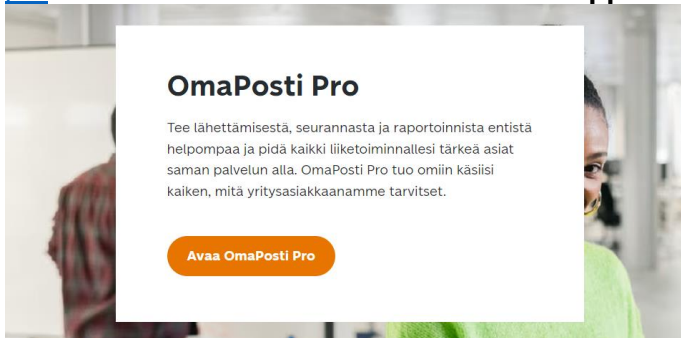 OmaPosti Pro
Tee lähettämisestä, seurannasta ja raportoinnista entistä
helpompaa ja pidä kaikki liiketoiminnallesi tärkeä asiat
saman palvelun alla. OmaPosti Pro tuo omiin käsiisi
kaiken, mitä yritysasiakkaanamme tarvitset.
Avaa OmaPosti Pro